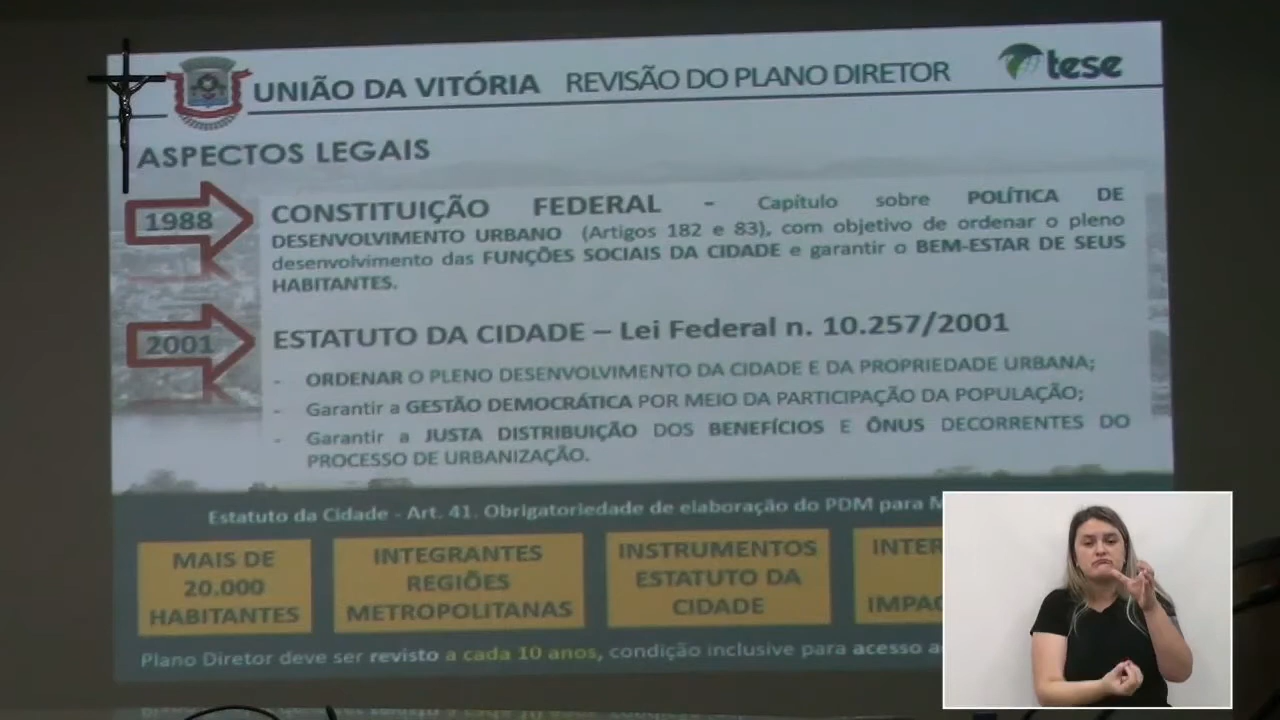 UNIÃO DA VITÓRIA REVISÃO DO PLANO DIRETOR
tese
ASPECTOS LEGAIS
1988
CONSTITUIÇÃO FEDERAL - Capítulo sobre POLÍTICA DE
DESENVOLVIMENTO URBANO (Artigos 182 e 83), com objetivo de ordenar o pleno
desenvolvimento das FUNÇÕES SOCIAIS DA CIDADE e garantir o BEM-ESTAR DE SEUS
HABITANTES.
2001
ESTATUTO DA CIDADE – Lei Federal n. 10.257/2001
- ORDENAR O PLENO DESENVOLVIMENTO DA CIDADE E DA PROPRIEDADE URBANA;
- Garantir a GESTÃO DEMOCRÁTICA POR MEIO DA PARTICIPAÇÃO DA POPULAÇÃO;
- Garantir a JUSTA DISTRIBUIÇÃO DOS BENEFÍCIOS E ÔNUS DECORRENTES DO
PROCESSO DE URBANIZAÇÃO.
Estatuto da Cidade - Art. 41. Obrigatoriedade de elaboração do PDM para
MAIS DE
20.000
HABITANTES
INTEGRANTES
REGIÕES
METROPOLITANAS
INSTRUMENTOS
ESTATUTO DA
CIDADE
INTER
IMPAC
Plano Diretor deve ser revisto a cada 10 anos, condição inclusive para acesso